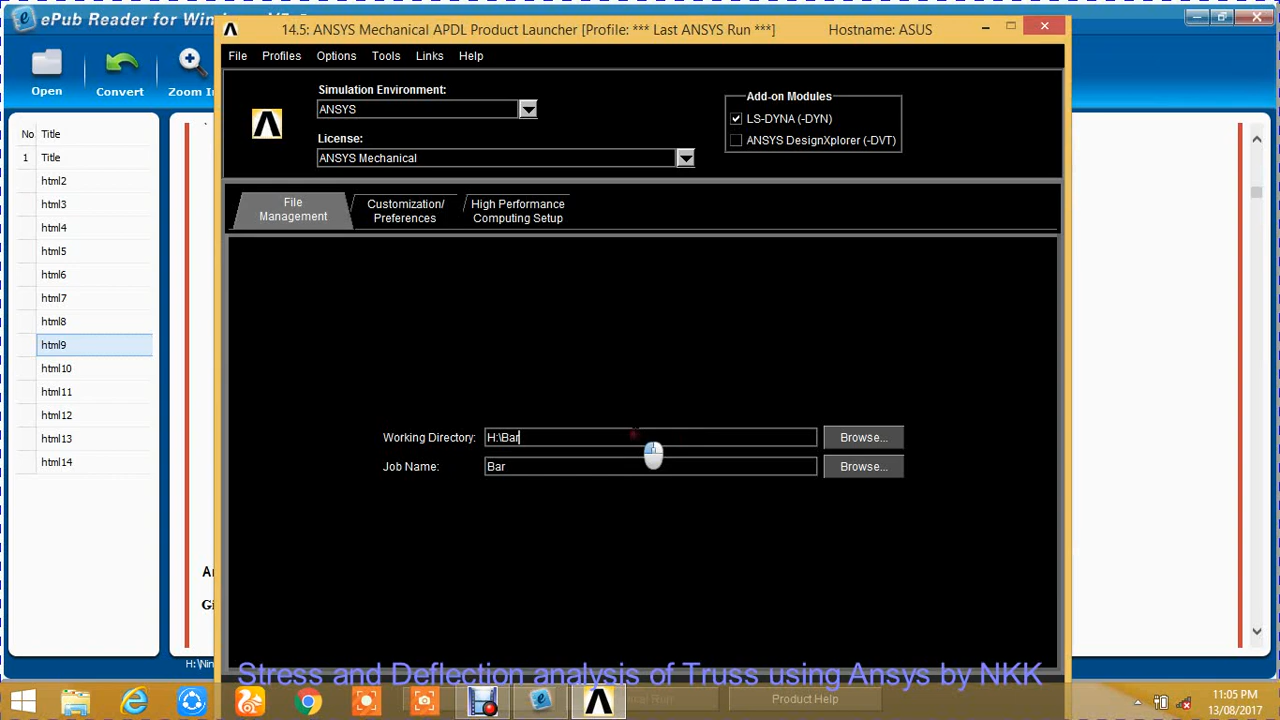 ePub Reader for Win
14.5: ANSYS Mechanical APDL Product Launcher [Profile: *** Last ANSYS Run ***] Hostname: ASUS
File Profiles Options Tools Links Help
Open
Convert
Zoom I
Simulation Environment:
ANSYS
License:
ANSYS Mechanical
Add-on Modules
LS-DYNA (-DYN)
ANSYS DesignXplorer (-DVT)
No. Title
1 Title
html2
html3
html4
html5
html6
html7
html8
html9
html10
html11
html12
html13
html14
File Management
Customization/ Preferences
High Performance Computing Setup
Working Directory: H:\Bar Browse...
Job Name: Bar Browse...
Stress and Deflection analysis of Truss using Ansys by NKK
Product Help
11:05 PM
13/08/2017